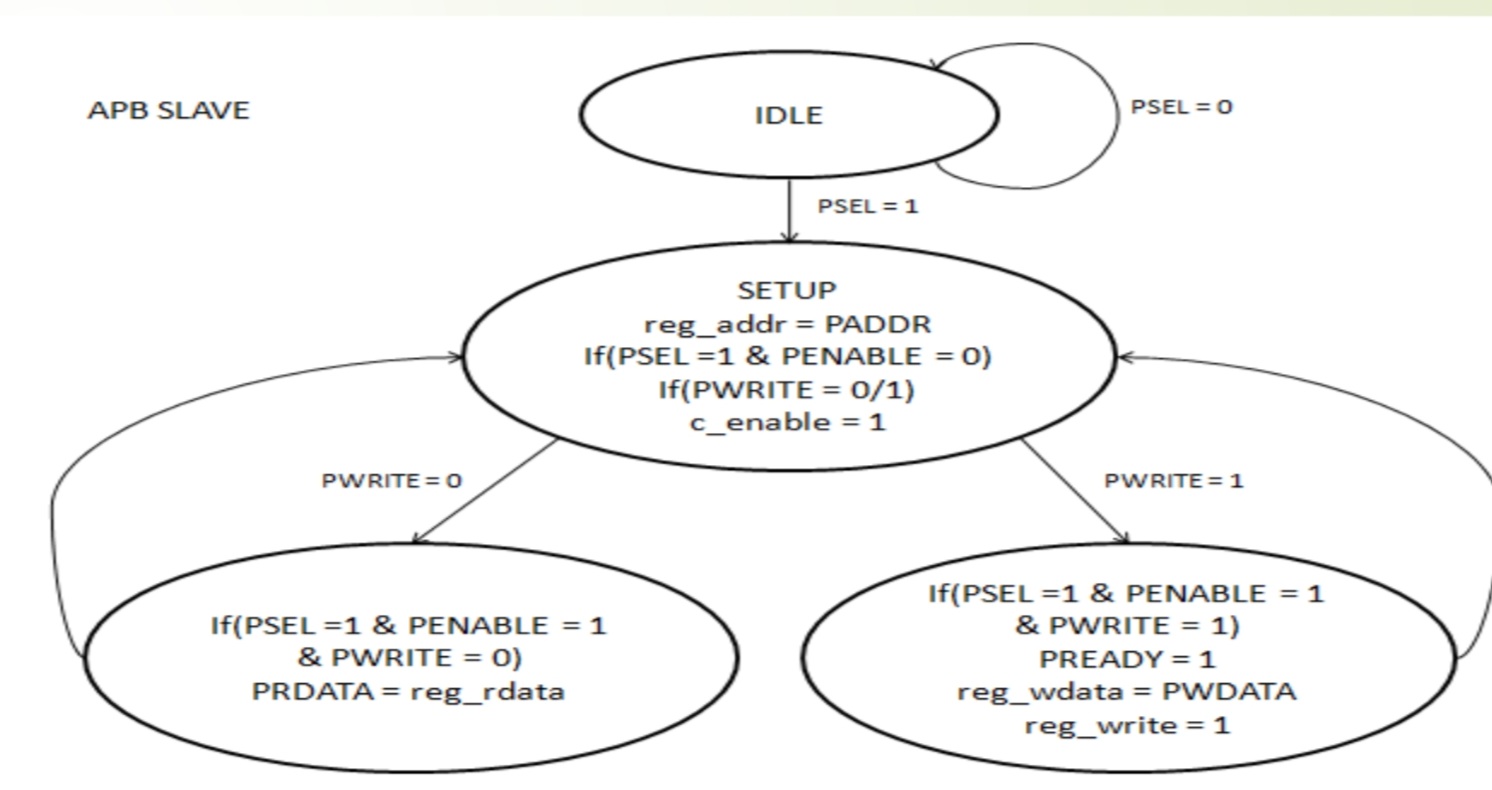 APB SLAVE
IDLE
PSEL = 0
PSEL = 1
SETUP
reg_addr = PADDR
If(PSEL =1 & PENABLE = 0)
If(PWRITE = 0/1)
c_enable = 1
PWRITE = 0
PWRITE = 1
If(PSEL =1 & PENABLE = 1
& PWRITE = 0)
PRDATA = reg_rdata
If(PSEL =1 & PENABLE = 1
& PWRITE = 1)
PREADY = 1
reg_wdata = PWDATA
reg_write = 1